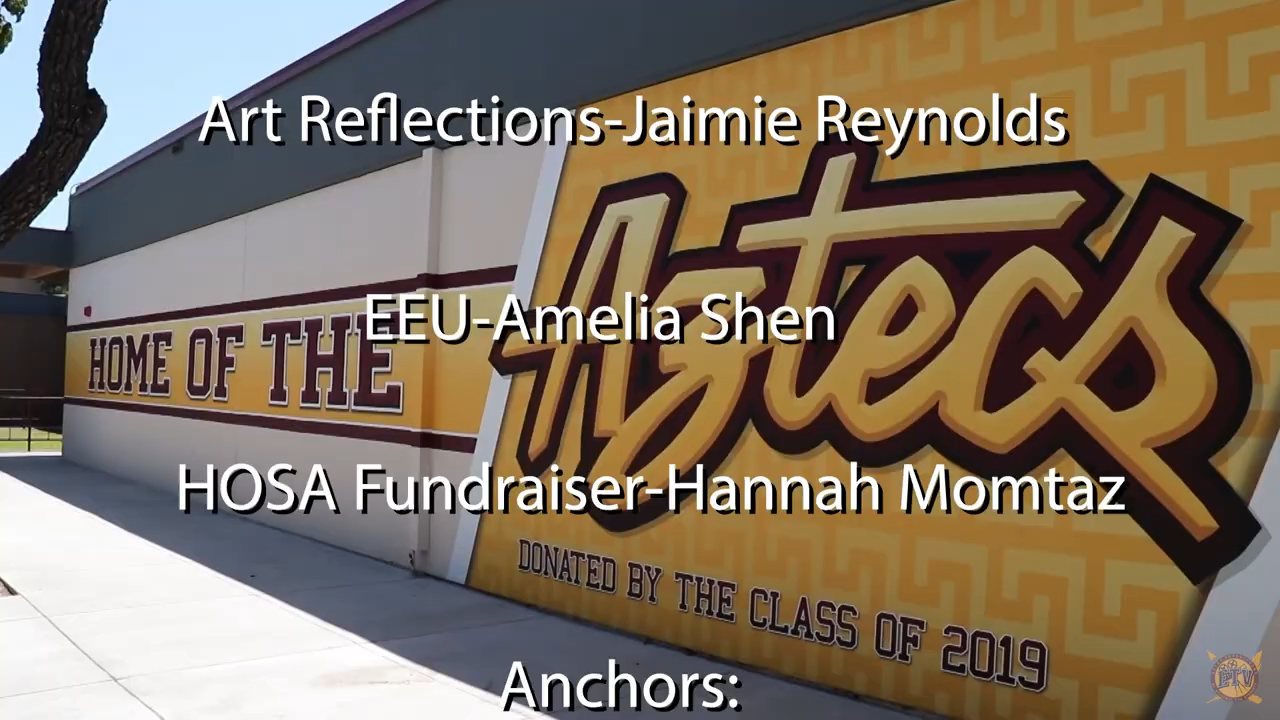 Art Reflections-Jaimie Reynolds
EEU-Amelia Shen
HOME OF THE
Aztecs
HOSA Fundraiser-Hannah Momtaz
DONATED BY THE CLASS OF 2019
Anchors:
ETV